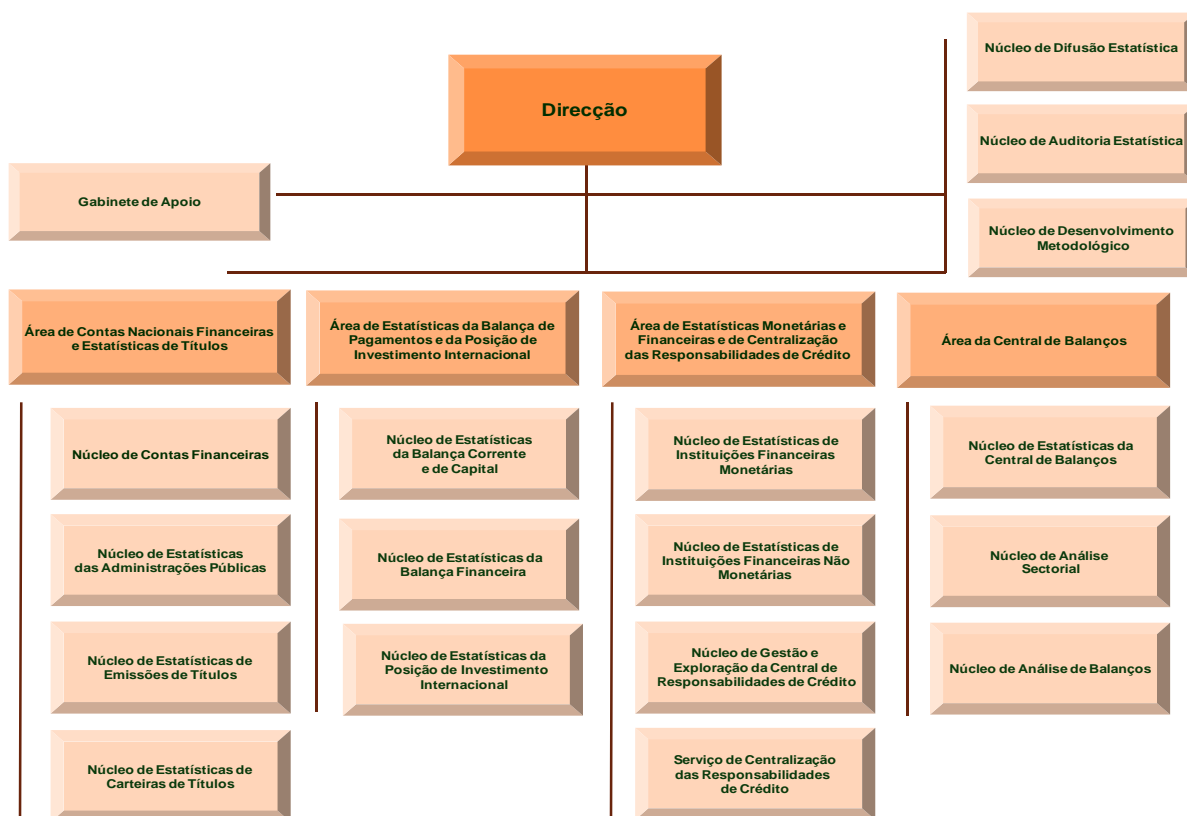 Direcção
Núcleo de Difusão Estatística
Núcleo de Auditoria Estatística
Núcleo de Desenvolvimento
Metodológico
Gabinete de Apoio
Área de Contas Nacionais Financeiras
e Estatísticas de Títulos
Núcleo de Contas Financeiras
Núcleo de Estatísticas
das Administrações Públicas
Núcleo de Estatísticas de
Emissões de Títulos
Núcleo de Estatísticas de
Carteiras de Títulos
Área de Estatísticas da Balança de
Pagamentos e da Posição de
Investimento Internacional
Núcleo de Estatísticas
da Balança Corrente
e de Capital
Núcleo de Estatísticas da
Balança Financeira
Núcleo de Estatísticas da
Posição de Investimento
Internacional
Área de Estatísticas Monetárias e
Financeiras e de Centralização
das Responsabilidades de Crédito
Núcleo de Estatísticas de
Instituições Financeiras
Monetárias
Núcleo de Estatísticas de
Instituições Financeiras Não
Monetárias
Núcleo de Gestão e
Exploração da Central de
Responsabilidades de Crédito
Serviço de Centralização
das Responsabilidades
de Crédito
Área da Central de Balanços
Núcleo de Estatísticas da
Central de Balanços
Núcleo de Análise
Sectorial
Núcleo de Análise de Balanços